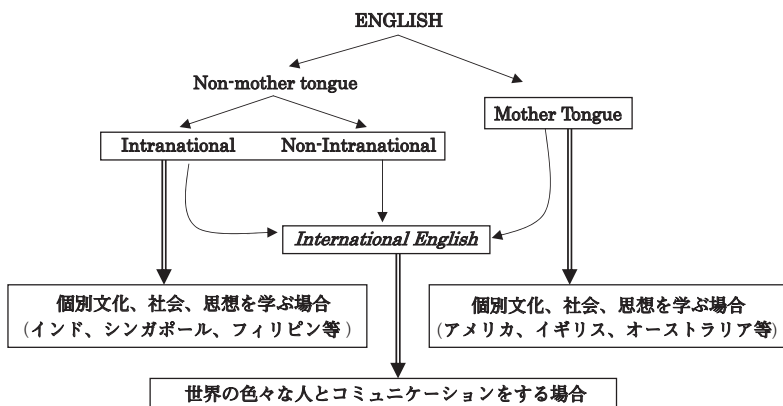 ENGLISH
Non-mother tongue
Mother Tongue
Intranational Non-Intranational
International English
個別文化、社会、思想を学ぶ場合
(インド、シンガポール、フィリピン等 )
個別文化、社会、思想を学ぶ場合
(アメリカ、イギリス、オーストラリア等)
世界の色々な人とコミュニケーションをする場合